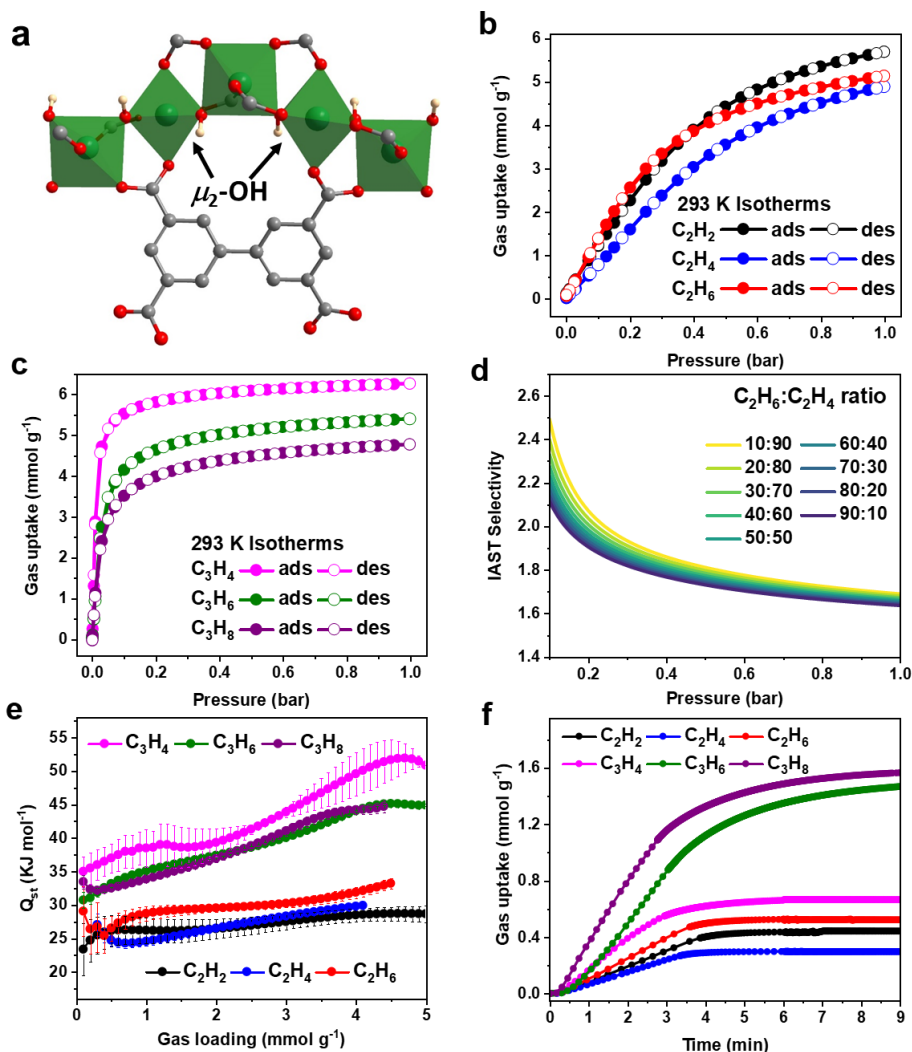 a
μ₂-OH
b
Gas uptake (mmol g⁻¹)
6
5
4
3
2
1
0
293 K Isotherms
C₂H₂ ads des
C₂H₄ ads des
C₂H₆ ads des
0.0 0.2 0.4 0.6 0.8 1.0
Pressure (bar)
c
Gas uptake (mmol g⁻¹)
6
5
4
3
2
1
0
293 K Isotherms
C₃H₄ ads des
C₃H₆ ads des
C₃H₈ ads des
0.0 0.2 0.4 0.6 0.8 1.0
Pressure (bar)
d
IAST Selectivity
2.6
2.4
2.2
2.0
1.8
1.6
1.4
C₂H₆:C₂H₄ ratio
10:90 60:40
20:80 70:30
30:70 80:20
40:60 90:10
50:50
0.2 0.4 0.6 0.8 1.0
Pressure (bar)
e
Qst (KJ mol⁻¹)
55
50
45
40
35
30
25
20
C₃H₄ C₃H₆ C₃H₈
C₂H₂ C₂H₄ C₂H₆
0 1 2 3 4 5
Gas loading (mmol g⁻¹)
f
Gas uptake (mmol g⁻¹)
1.6
1.2
0.8
0.4
0.0
C₂H₂ C₂H₄ C₂H₆
C₃H₄ C₃H₆ C₃H₈
0 1 2 3 4 5 6 7 8 9
Time (min)